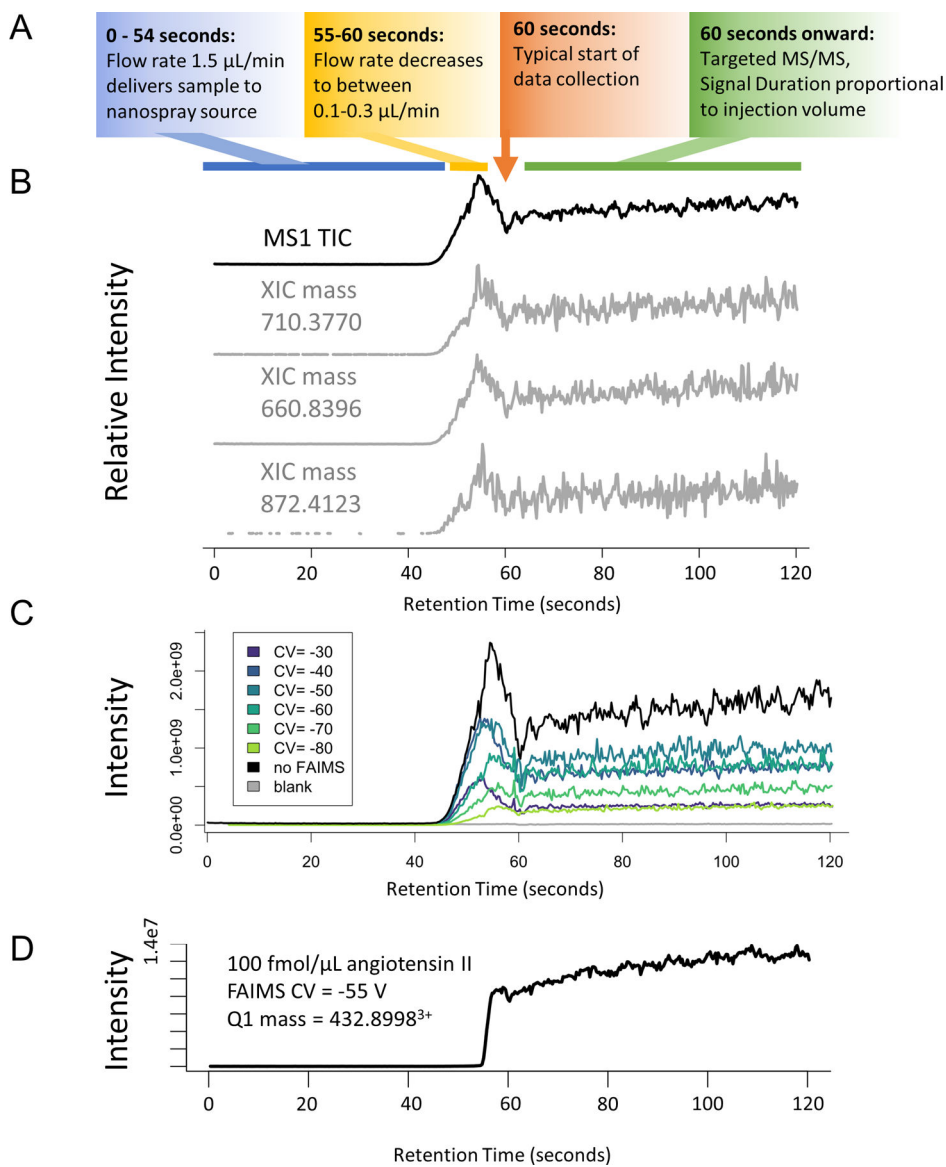 A
0 - 54 seconds:
Flow rate 1.5 µL/min
delivers sample to
nanospray source
55-60 seconds:
Flow rate decreases
to between
0.1-0.3 µL/min
60 seconds:
Typical start of
data collection
60 seconds onward:
Targeted MS/MS,
Signal Duration proportional
to injection volume
B
Relative Intensity
MS1 TIC
XIC mass
710.3770
XIC mass
660.8396
XIC mass
872.4123
0 20 40 60 80 100 120
Retention Time (seconds)
C
Intensity
2.0e+09
1.0e+09
0.0e+00
CV= -30
CV= -40
CV= -50
CV= -60
CV= -70
CV= -80
no FAIMS
blank
0 20 40 60 80 100 120
Retention Time (seconds)
D
Intensity
1.4e7
100 fmol/µL angiotensin II
FAIMS CV = -55 V
Q1 mass = 432.8998³⁺
0 20 40 60 80 100 120
Retention Time (seconds)